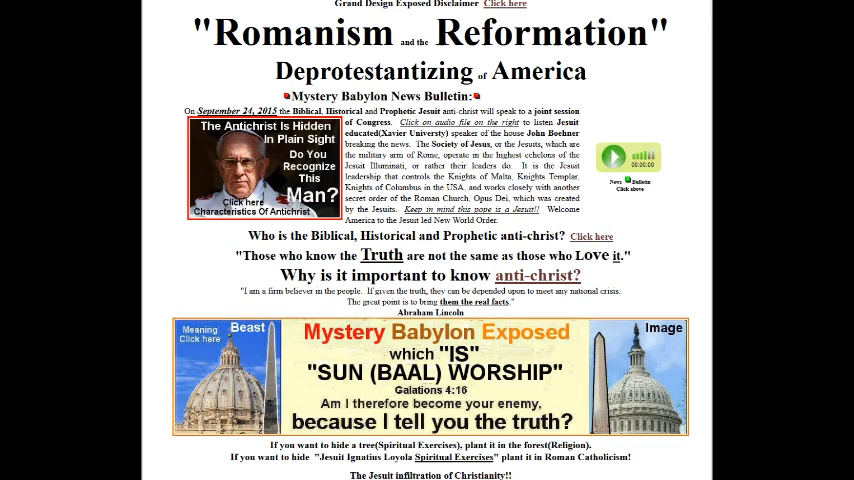 Grand Design Exposed Disclaimer Click here
"Romanism and the Reformation"
Deprotestantizing of America
Mystery Babylon News Bulletin:
On September 24, 2015 the Biblical, Historical and Prophetic Jesuit anti-christ will speak to a joint session
of Congress. Click on audio file on the right to listen Jesuit
educated(Xavier Universty) speaker of the house John Boehner
breaking the news. The Society of Jesus, or the Jesuits, which are
the military arm of Rome, operate in the highest echelons of the
Jesuit Illuminati, or rather their leaders do. It is the Jesuit
leadership that controls the Knights of Malta, Knights Templar,
Knights of Columbus in the USA, and works closely with another
secret order of the Roman Church, Opus Dei, which was created
by the Jesuits. Keep in mind this pope is a Jesuit!! Welcome
America to the Jesuit led New World Order.
The Antichrist Is Hidden
In Plain Sight
Do You
Recognize
This
Man?
Click here
Characteristics Of Antichrist
00:00:00
News Bulletin
Click above
Who is the Biblical, Historical and Prophetic anti-christ? Click here
"Those who know the Truth are not the same as those who Love it."
Why is it important to know anti-christ?
"I am a firm believer in the people. If given the truth, they can be depended upon to meet any national crisis.
The great point is to bring them the real facts."
Abraham Lincoln
Meaning
Click here
Beast
Mystery Babylon Exposed
which "IS"
"SUN (BAAL) WORSHIP"
Galations 4:16
Am I therefore become your enemy,
because I tell you the truth?
Image
If you want to hide a tree(Spiritual Exercises), plant it in the forest(Religion).
If you want to hide "Jesuit Ignatius Loyola Spiritual Exercises" plant it in Roman Catholicism!
The Jesuit infiltration of Christianity!!